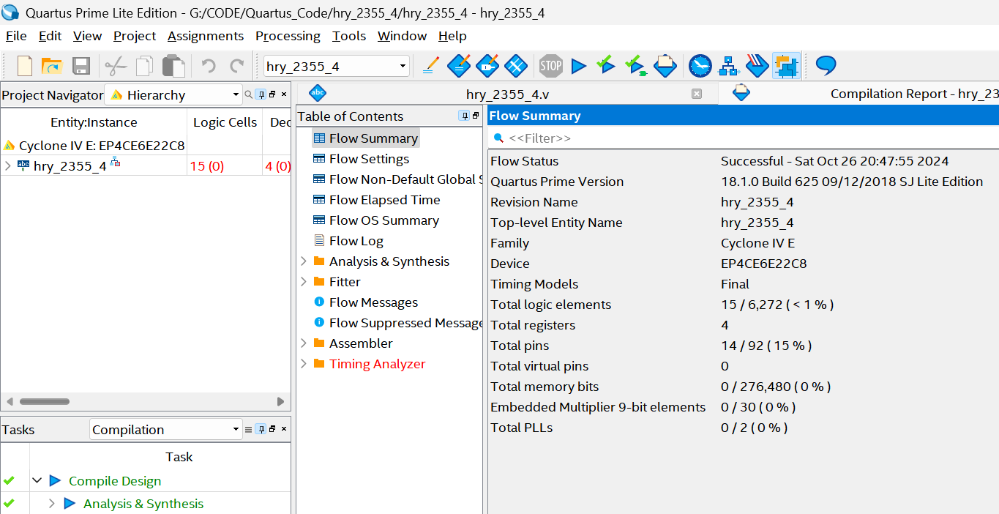 Quartus Prime Lite Edition - G:/CODE/Quartus_Code/hry_2355_4/hry_2355_4 - hry_2355_4
File Edit View Project Assignments Processing Tools Window Help
hry_2355_4
STOP
Project Navigator Hierarchy
Entity:Instance Logic Cells Dec
Cyclone IV E: EP4CE6E22C8
abc hry_2355_4 15 (0) 4 (0)
Tasks Compilation
Task
Compile Design
Analysis & Synthesis
abc hry_2355_4.v
Compilation Report - hry_23
Table of Contents
Flow Summary
Flow Settings
Flow Non-Default Global S
Flow Elapsed Time
Flow OS Summary
Flow Log
Analysis & Synthesis
Fitter
Flow Messages
Flow Suppressed Message
Assembler
Timing Analyzer
Flow Summary
<<Filter>>
Flow Status Successful - Sat Oct 26 20:47:55 2024
Quartus Prime Version 18.1.0 Build 625 09/12/2018 SJ Lite Edition
Revision Name hry_2355_4
Top-level Entity Name hry_2355_4
Family Cyclone IV E
Device EP4CE6E22C8
Timing Models Final
Total logic elements 15 / 6,272 ( < 1 % )
Total registers 4
Total pins 14 / 92 ( 15 % )
Total virtual pins 0
Total memory bits 0 / 276,480 ( 0 % )
Embedded Multiplier 9-bit elements 0 / 30 ( 0 % )
Total PLLs 0 / 2 ( 0 % )